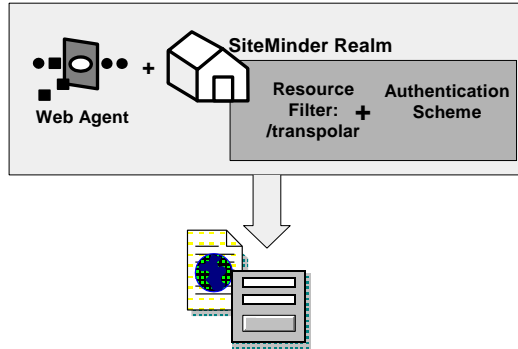 SiteMinder Realm
+
Web Agent
Resource
Filter:
/transpolar
+
Authentication
Scheme